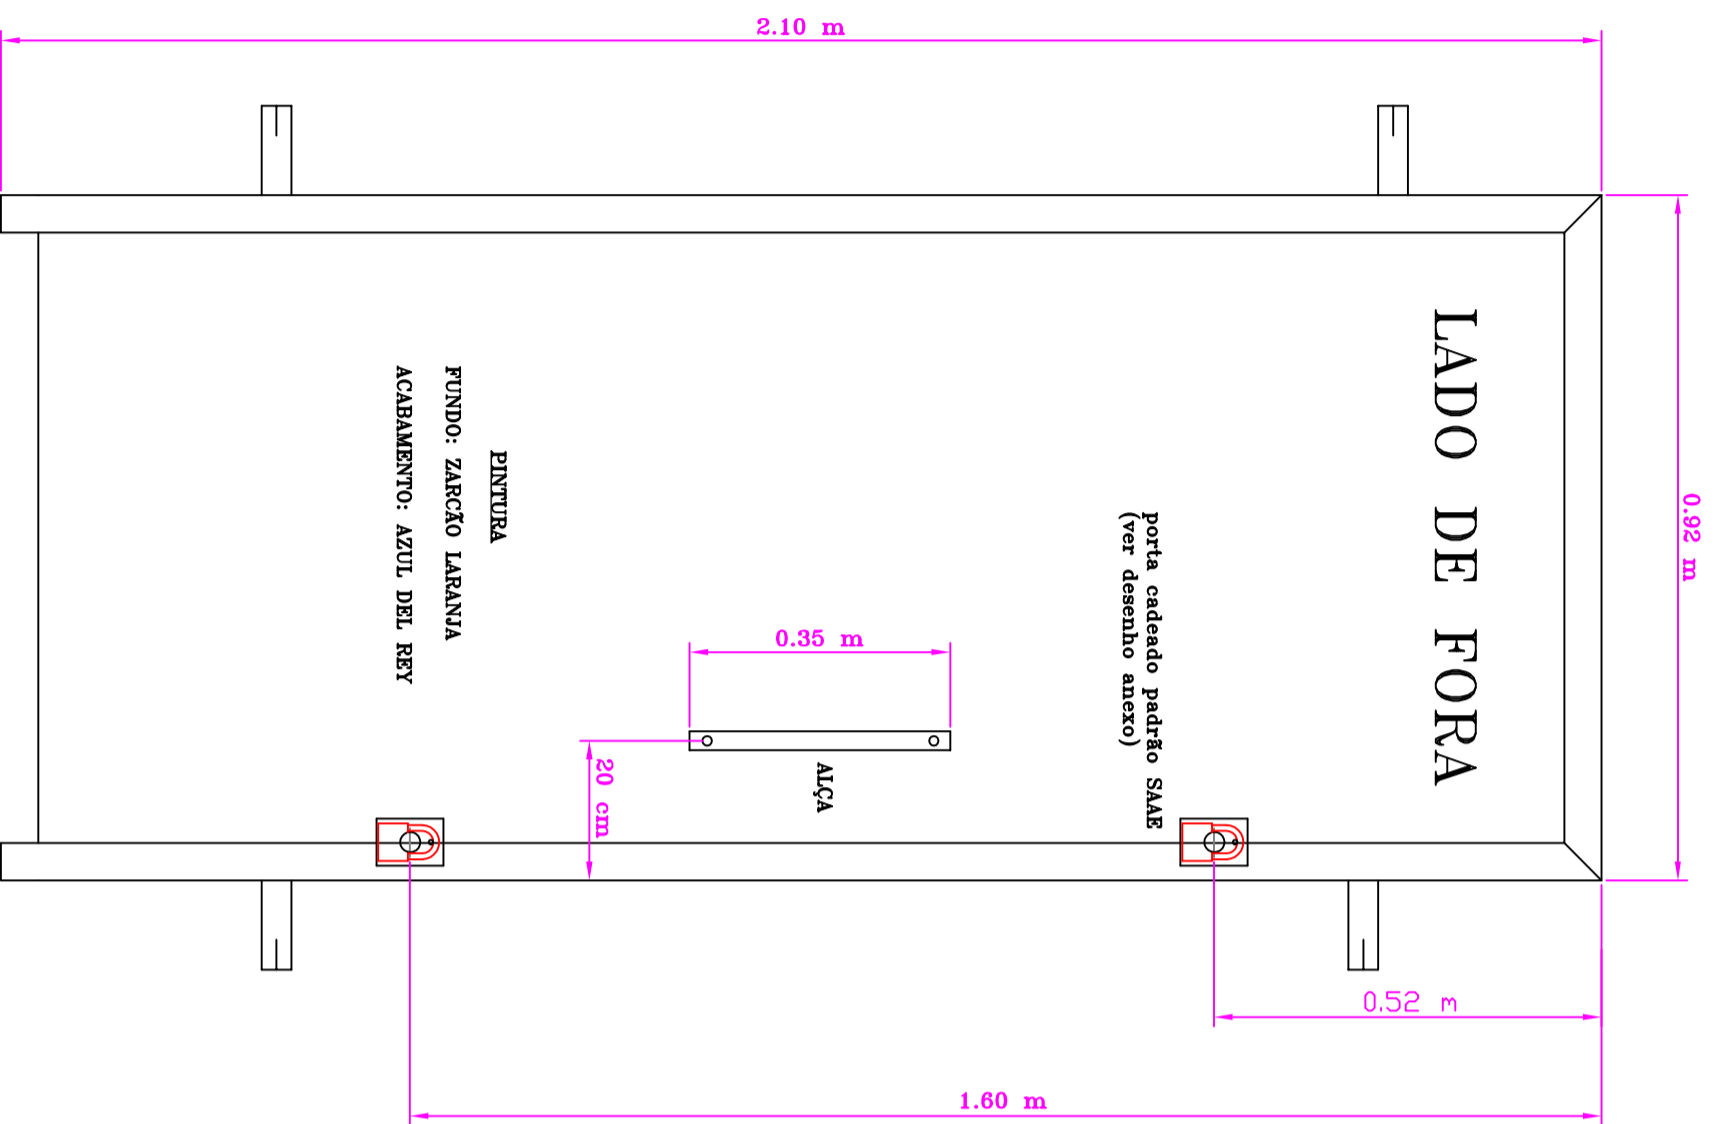 2.10 m
0.92 m
LADO DE FORA
porta cadeado padrão SAAE
(ver desenho anexo)
0.35 m
ALÇA
20 cm
PINTURA
FUNDO: ZARCÃO LARANJA
ACABAMENTO: AZUL DEL REY
0.52 m
1.60 m